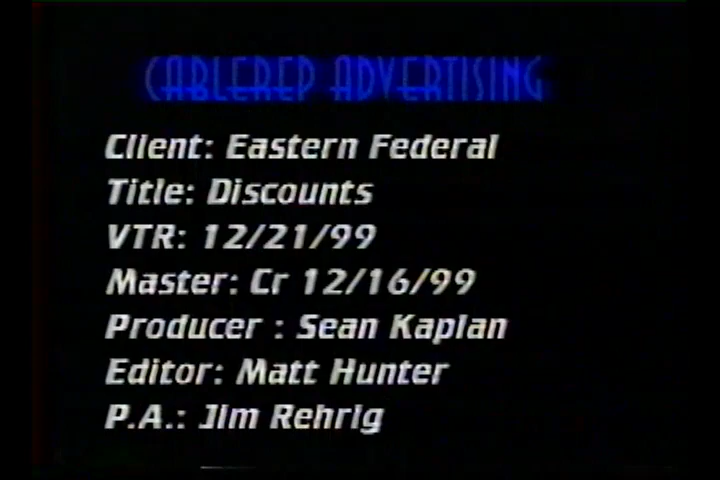 CABLEREP ADVERTISING
Client: Eastern Federal
Title: Discounts
VTR: 12/21/99
Master: Cr 12/16/99
Producer : Sean Kaplan
Editor: Matt Hunter
P.A.: Jim Rehrig